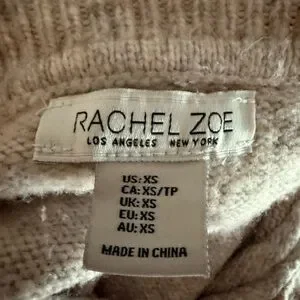 RACHEL ZOE
LOS ANGELES NEW YORK
US: XS
CA: XS/TP
UK: XS
EU: XS
AU: XS
MADE IN CHINA